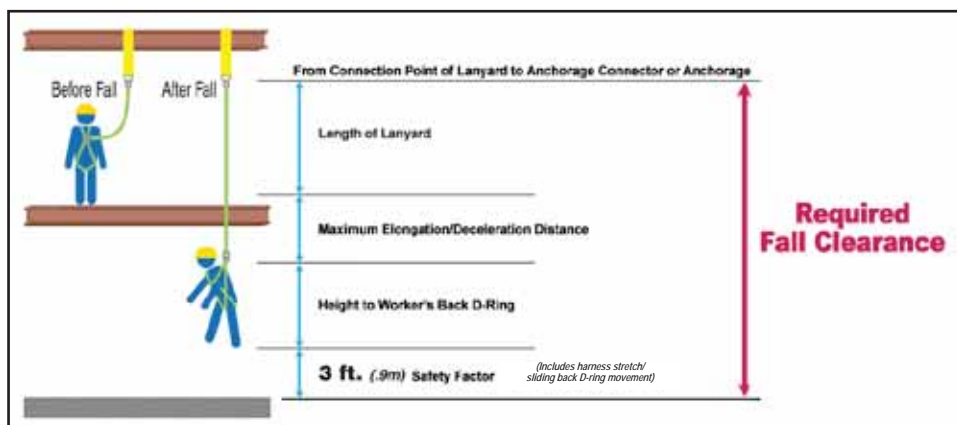 From Connection Point of Lanyard to Anchorage Connector or Anchorage
Before Fall
After Fall
Length of Lanyard
Required
Fall Clearance
Maximum Elongation/Deceleration Distance
Height to Worker's Back D-Ring
3 ft. (.9m) Safety Factor
(Includes harness stretch/
sliding back D-ring movement)